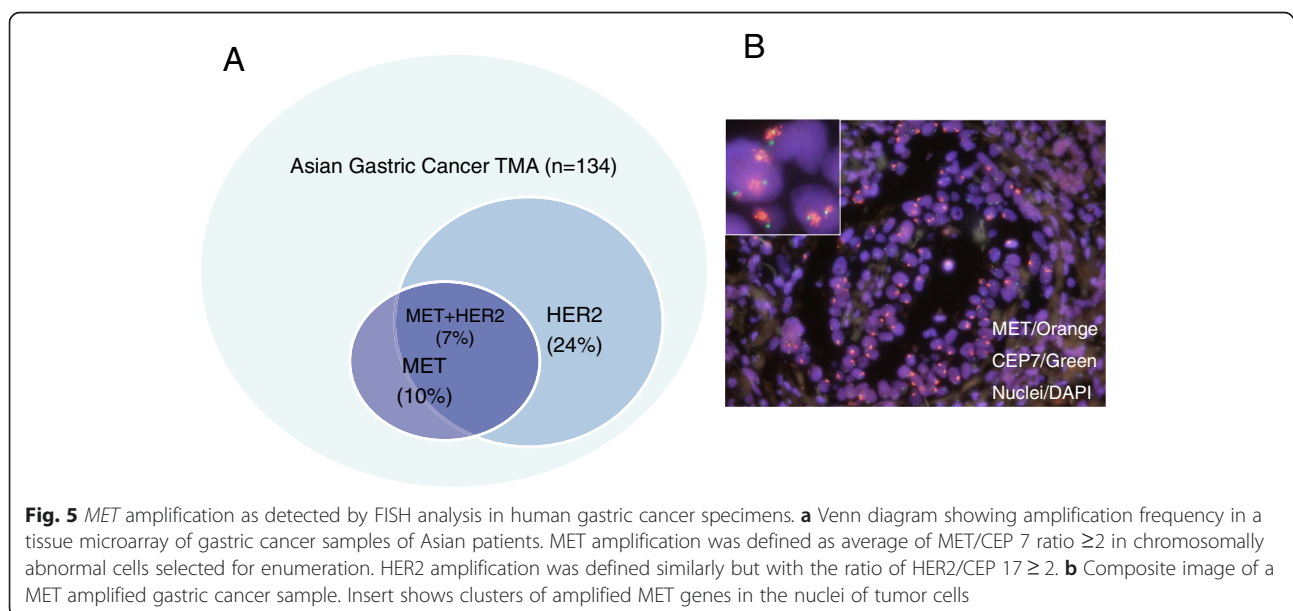 A
B
Asian Gastric Cancer TMA (n=134)
MET+HER2
(7%)
HER2
(24%)
MET
(10%)
MET/Orange
CEP7/Green
Nuclei/DAPI
Fig. 5 MET amplification as detected by FISH analysis in human gastric cancer specimens. a Venn diagram showing amplification frequency in a
tissue microarray of gastric cancer samples of Asian patients. MET amplification was defined as average of MET/CEP 7 ratio ≥2 in chromosomally
abnormal cells selected for enumeration. HER2 amplification was defined similarly but with the ratio of HER2/CEP 17 ≥ 2. b Composite image of a
MET amplified gastric cancer sample. Insert shows clusters of amplified MET genes in the nuclei of tumor cells